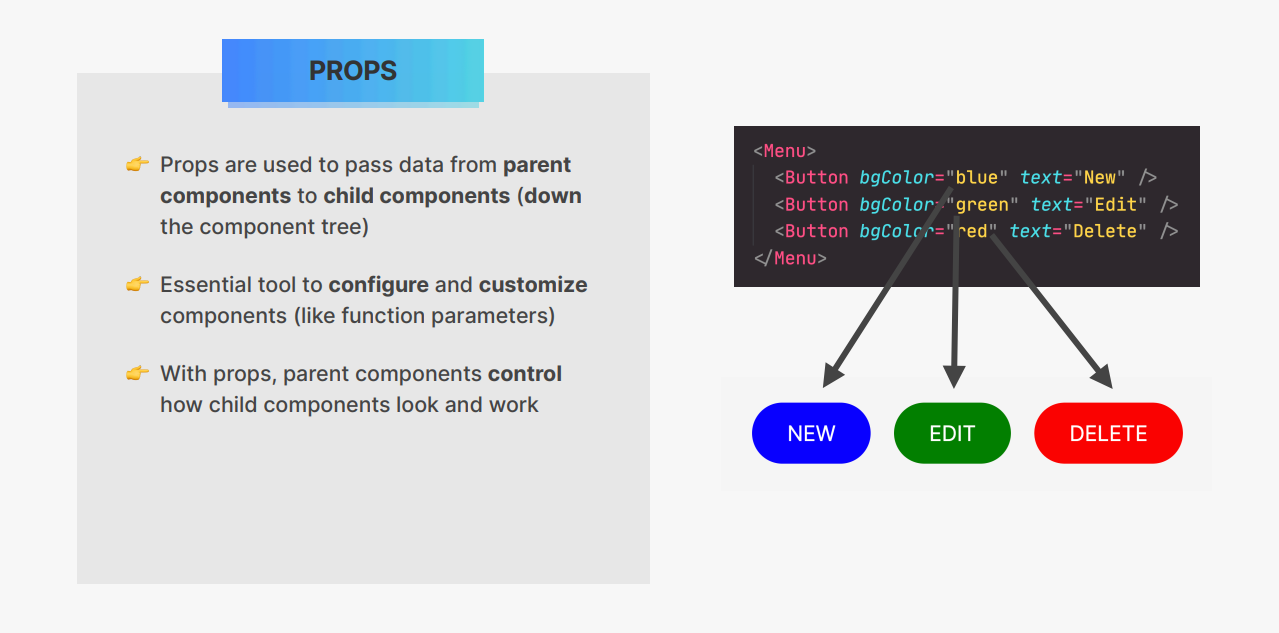 PROPS
👉 Props are used to pass data from parent
components to child components (down
the component tree)
👉 Essential tool to configure and customize
components (like function parameters)
👉 With props, parent components control
how child components look and work
<Menu>
<Button bgColor="blue" text="New" />
<Button bgColor="green" text="Edit" />
<Button bgColor="red" text="Delete" />
</Menu>
NEW
EDIT
DELETE